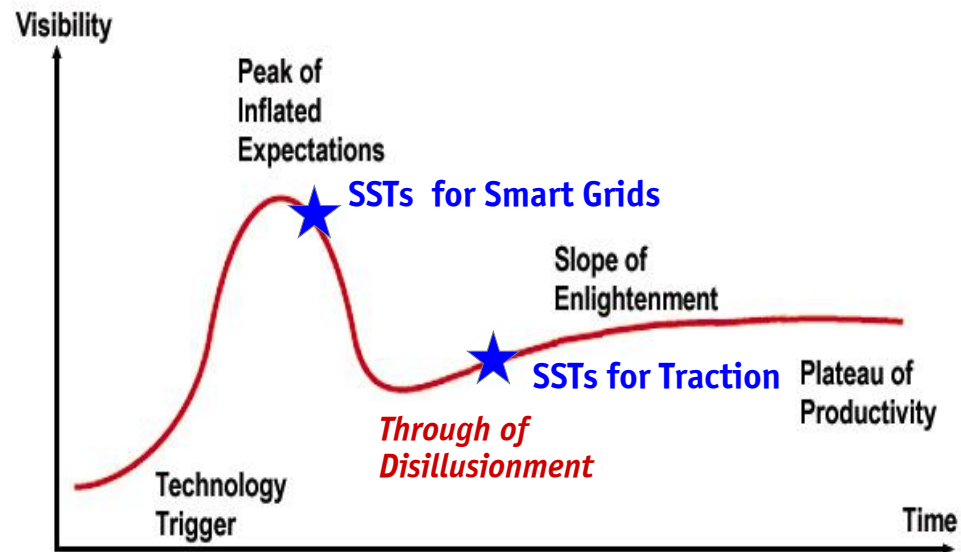 Visibility
Peak of
Inflated
Expectations
SSTs for Smart Grids
Slope of
Enlightenment
SSTs for Traction
Plateau of
Productivity
Through of
Disillusionment
Technology
Trigger
Time